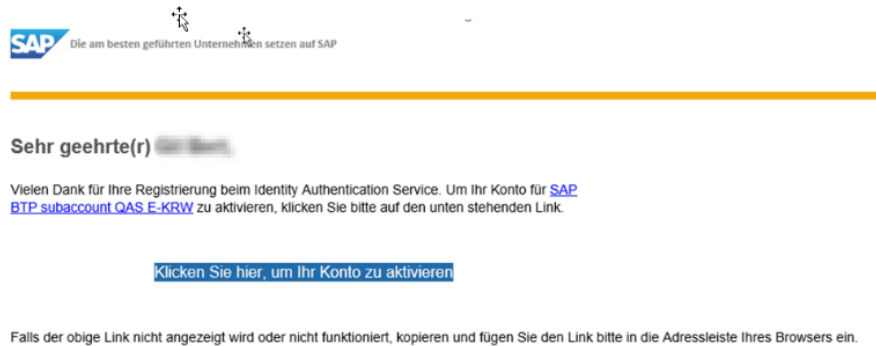 SAP Die am besten geführten Unternehmen setzen auf SAP
Sehr geehrte(r)
Vielen Dank für Ihre Registrierung beim Identity Authentication Service. Um Ihr Konto für SAP
BTP subaccount QAS E-KRW zu aktivieren, klicken Sie bitte auf den unten stehenden Link.
Klicken Sie hier, um Ihr Konto zu aktivieren
Falls der obige Link nicht angezeigt wird oder nicht funktioniert, kopieren und fügen Sie den Link bitte in die Adressleiste Ihres Browsers ein.